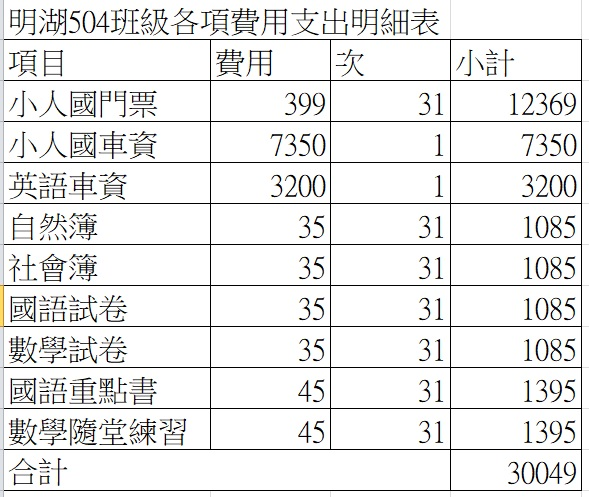 明湖504班級各項費用支出明細表
項目 費用 次 小計
小人國門票 399 31 12369
小人國車資 7350 1 7350
英語車資 3200 1 3200
自然簿 35 31 1085
社會簿 35 31 1085
國語試卷 35 31 1085
數學試卷 35 31 1085
國語重點書 45 31 1395
數學隨堂練習 45 31 1395
合計 30049